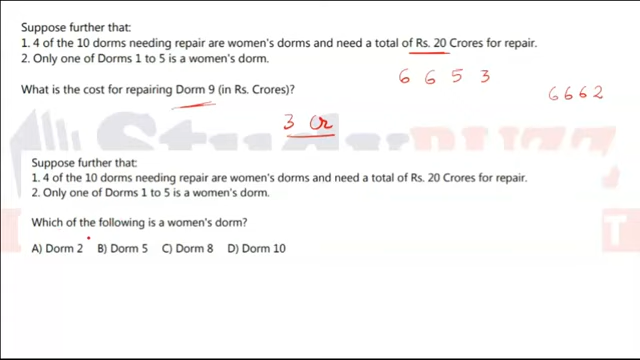 Suppose further that:
1. 4 of the 10 dorms needing repair are women's dorms and need a total of Rs. 20 Crores for repair.
2. Only one of Dorms 1 to 5 is a women's dorm.
6 6 5 3
What is the cost for repairing Dorm 9 (in Rs. Crores)?
6 6 6 2
3 Cr
Suppose further that:
1. 4 of the 10 dorms needing repair are women's dorms and need a total of Rs. 20 Crores for repair.
2. Only one of Dorms 1 to 5 is a women's dorm.
Which of the following is a women's dorm?
A) Dorm 2 B) Dorm 5 C) Dorm 8 D) Dorm 10